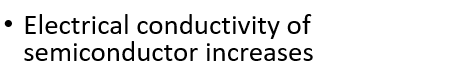 • Electrical conductivity of
semiconductor increases